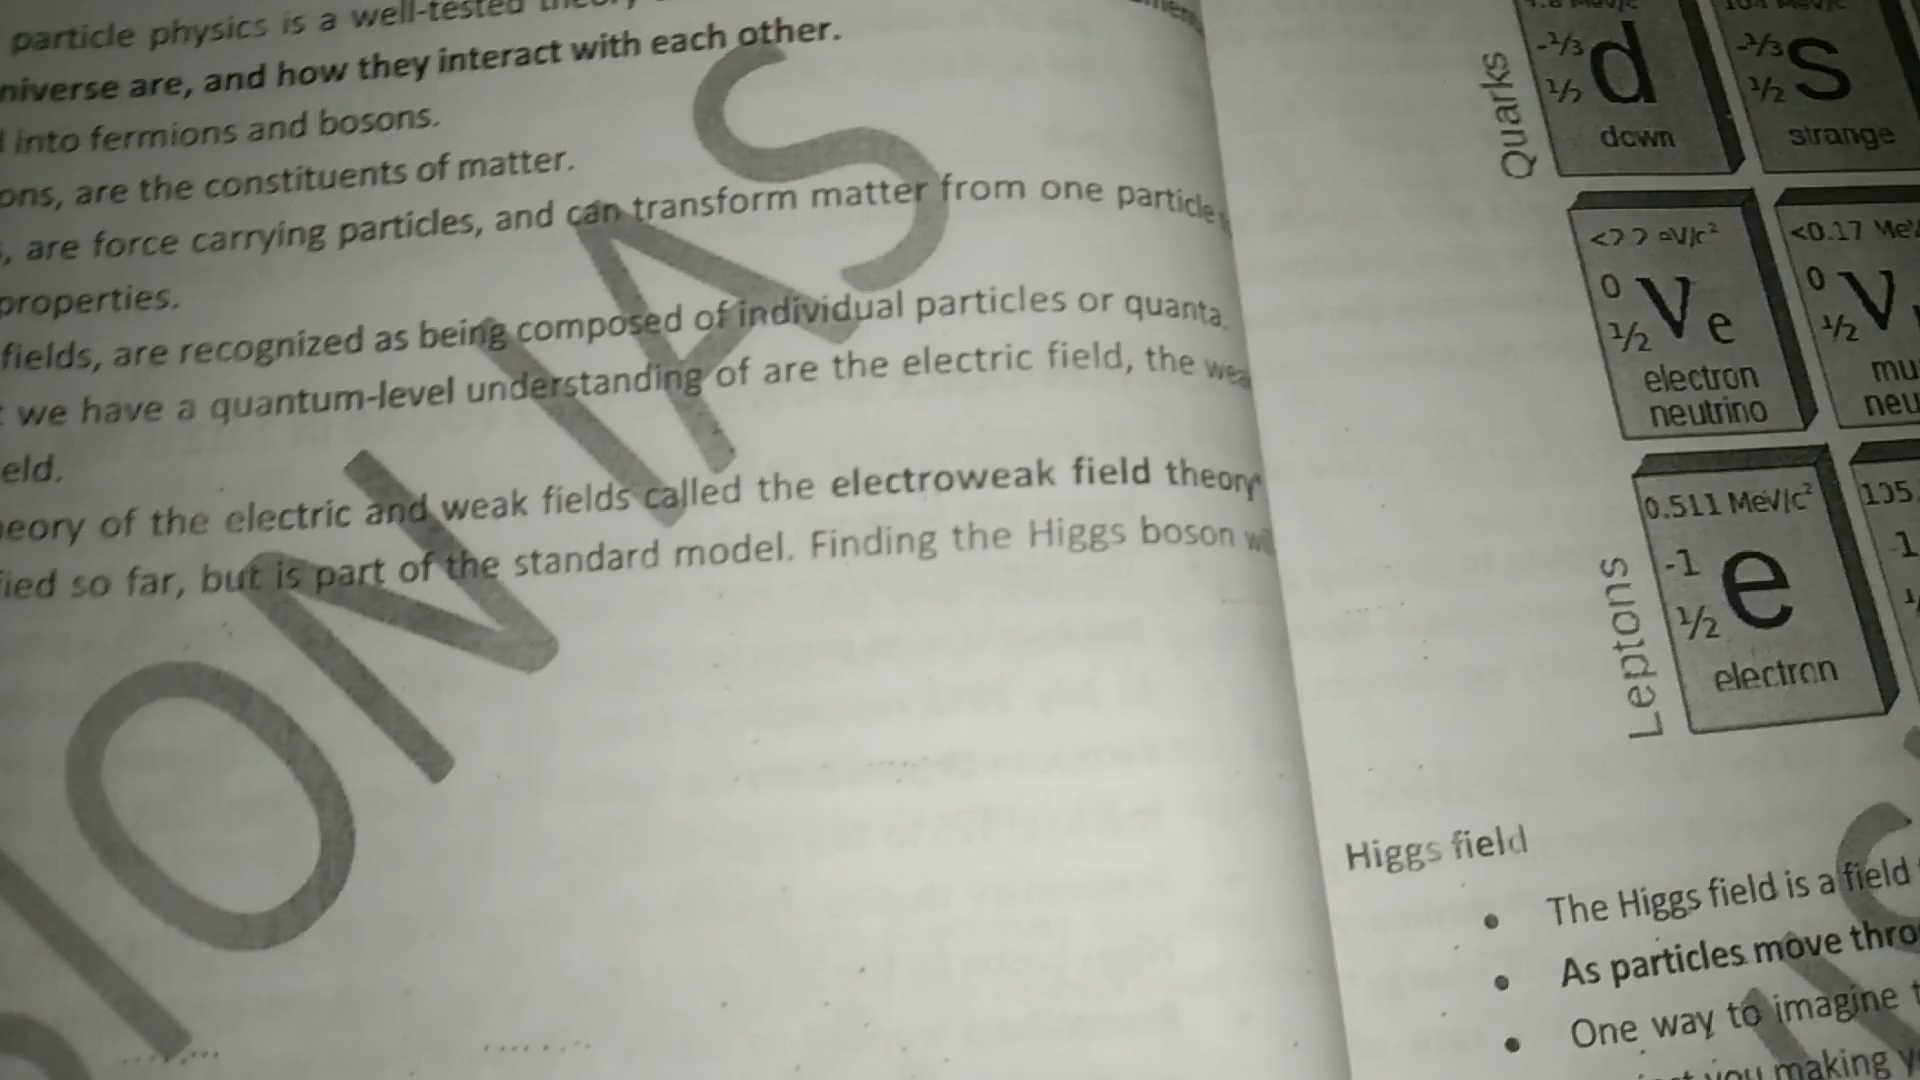 particle physics is a well-tested
niverse are, and how they interact with each other.
into fermions and bosons.
ons, are the constituents of matter.
, are force carrying particles, and can transform matter from one particle
properties.
fields, are recognized as being composed of individual particles or quanta.
we have a quantum-level understanding of are the electric field, the wea
eld.
eory of the electric and weak fields called the electroweak field theory
fied so far, but is part of the standard model. Finding the Higgs boson
ION IAS
Quarks
-1/3
1/2
d
down
-1/3
1/2
s
strange
eV/c²
0
1/2
Ve
electron
neutrino
<0.17 MeV
0
1/2
V
mu
neu
Leptons
0.511 MeV/c²
-1
1/2
e
electron
105.
-1
Higgs field
• The Higgs field is a field
• As particles move thro
• One way to imagine t
you making y